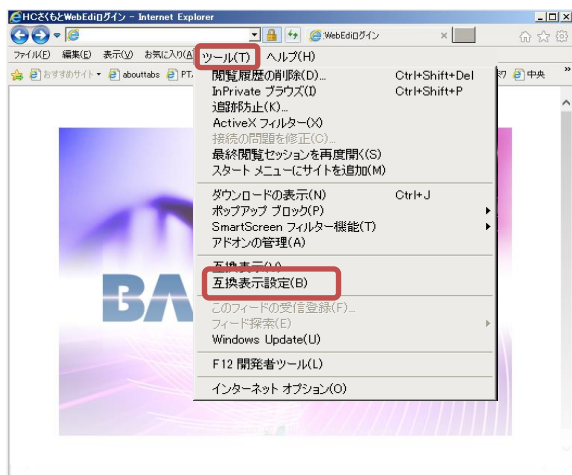 HCさくもとWebEdiログイン - Internet Explorer
WebEdiログイン
ファイル(F) 編集(E) 表示(V) お気に入り(A) ツール(T) ヘルプ(H)
おすすめサイト abouttabs 中央
閲覧履歴の削除(D)... Ctrl+Shift+Del
InPrivate ブラウズ(I) Ctrl+Shift+P
追跡防止(K)...
ActiveX フィルター(X)
接続の問題を修正(C)...
最終閲覧セッションを再度開く(S)
スタート メニューにサイトを追加(M)
ダウンロードの表示(N) Ctrl+J
ポップアップ ブロック(P)
SmartScreen フィルター機能(T)
アドオンの管理(A)
互換表示(V)
互換表示設定(B)
このフィードの受信登録(F)...
フィード探索(E)
Windows Update(U)
F12 開発者ツール(L)
インターネット オプション(O)
BA